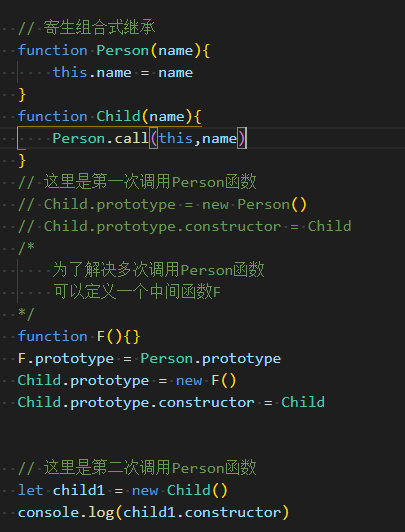 // 寄生组合式继承
function Person(name){
this.name = name
}
function Child(name){
Person.call(this,name)
}
// 这里是第一次调用Person函数
// Child.prototype = new Person()
// Child.prototype.constructor = Child
/*
为了解决多次调用Person函数
可以定义一个中间函数F
*/
function F(){}
F.prototype = Person.prototype
Child.prototype = new F()
Child.prototype.constructor = Child
// 这里是第二次调用Person函数
let child1 = new Child()
console.log(child1.constructor)